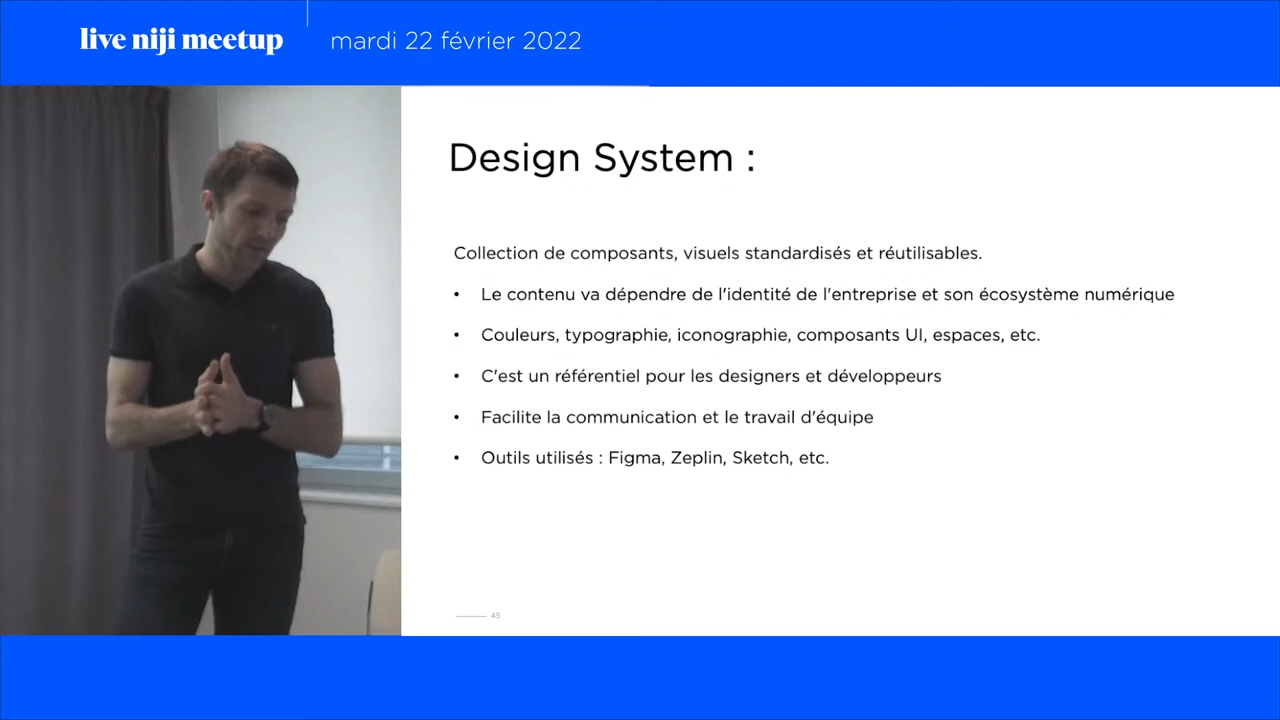 live niji meetup
mardi 22 février 2022
Design System :
Collection de composants, visuels standardisés et réutilisables.
• Le contenu va dépendre de l'identité de l'entreprise et son écosystème numérique
• Couleurs, typographie, iconographie, composants UI, espaces, etc.
• C'est un référentiel pour les designers et développeurs
• Facilite la communication et le travail d'équipe
• Outils utilisés : Figma, Zeplin, Sketch, etc.
45